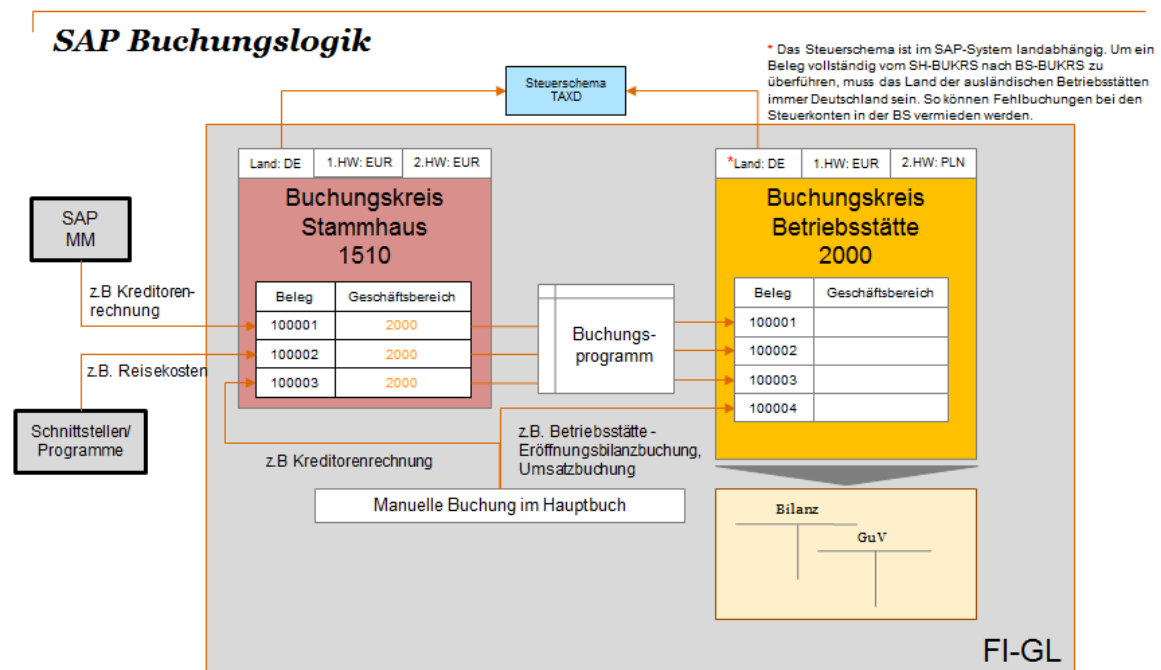 SAP Buchungslogik
* Das Steuerschema ist im SAP-System landabhängig. Um ein
Beleg vollständig vom SH-BUKRS nach BS-BUKRS zu
überführen, muss das Land der ausländischen Betriebsstätten
immer Deutschland sein. So können Fehlbuchungen bei den
Steuerkonten in der BS vermieden werden.
Steuerschema
TAXD
Land: DE
1.HW: EUR
2.HW: EUR
Buchungskreis
Stammhaus
1510
Beleg
Geschäftsbereich
100001
2000
100002
2000
100003
2000
SAP
MM
z.B Kreditoren-
rechnung
z.B. Reisekosten
Schnittstellen/
Programme
Buchungs-
programm
*Land: DE
1.HW: EUR
2.HW: PLN
Buchungskreis
Betriebsstätte
2000
Beleg
Geschäftsbereich
100001
100002
100003
100004
z.B Kreditorenrechnung
z.B. Betriebsstätte -
Eröffnungsbilanzbuchung,
Umsatzbuchung
Manuelle Buchung im Hauptbuch
Bilanz
GuV
FI-GL